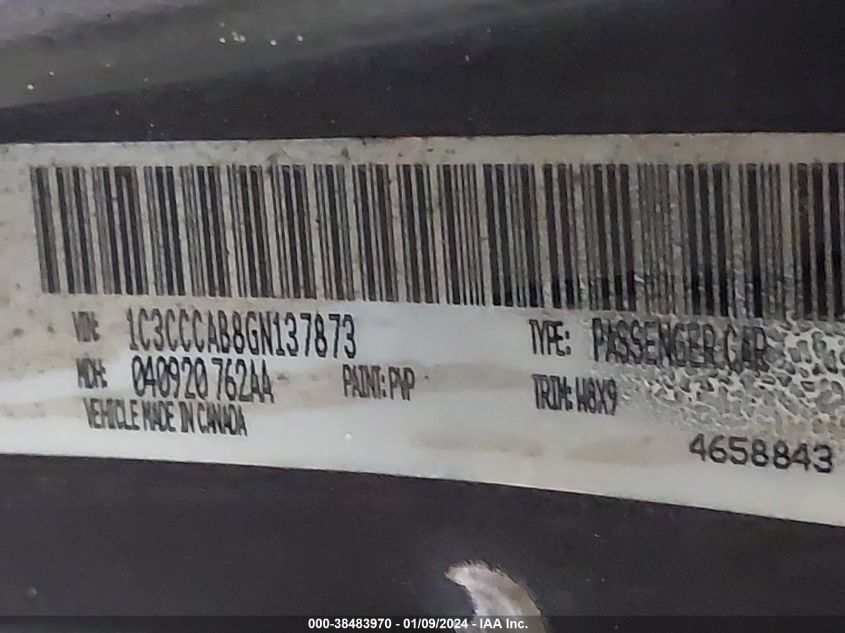 VIN: 1C3CCCAB8GN137873 TYPE: PASSENGER CAR
MDH: 040920 762AA PAINT: PVP TRIM: W8X9
VEHICLE MADE IN CANADA
4658843
000-38483970 - 01/09/2024 - IAA Inc.